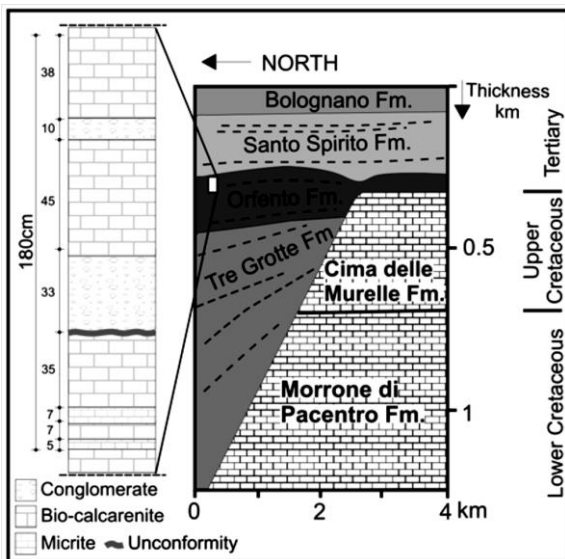 NORTH
Thickness
km
Bolognano Fm.
Santo Spirito Fm.
Orfento Fm.
Tre Grotte Fm
Cima delle
Murelle Fm.
Morrone di
Pacentro Fm.
Tertiary
Upper
Cretaceous
Lower Cretaceous
0.5
1
0
2
4 km
180cm
38
10
45
33
35
7
7
5
Conglomerate
Bio-calcarenite
Micrite
Unconformity